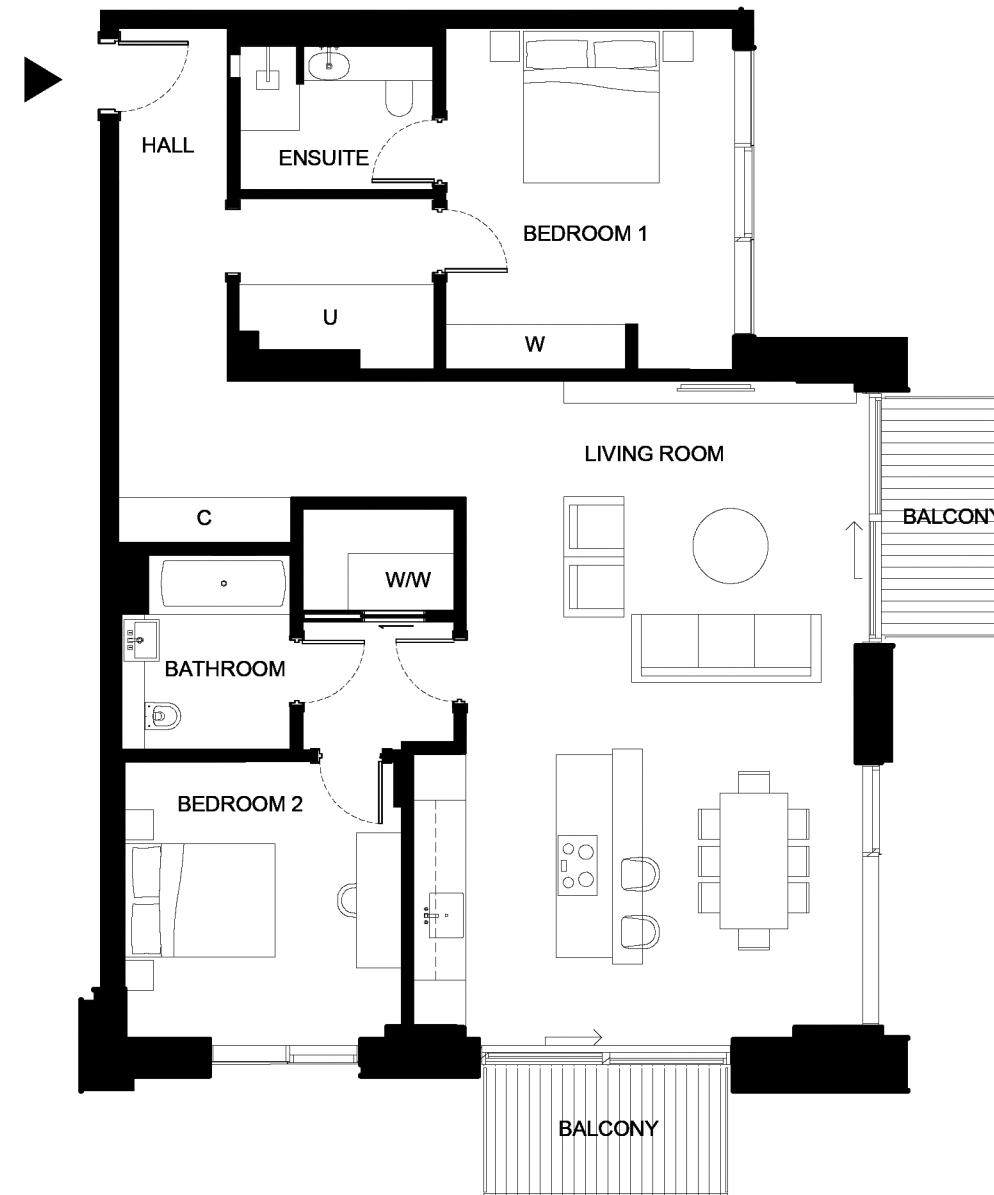 HALL
ENSUITE
BEDROOM 1
U
W
LIVING ROOM
C
BALCONY
W/W
BATHROOM
BEDROOM 2
BALCONY